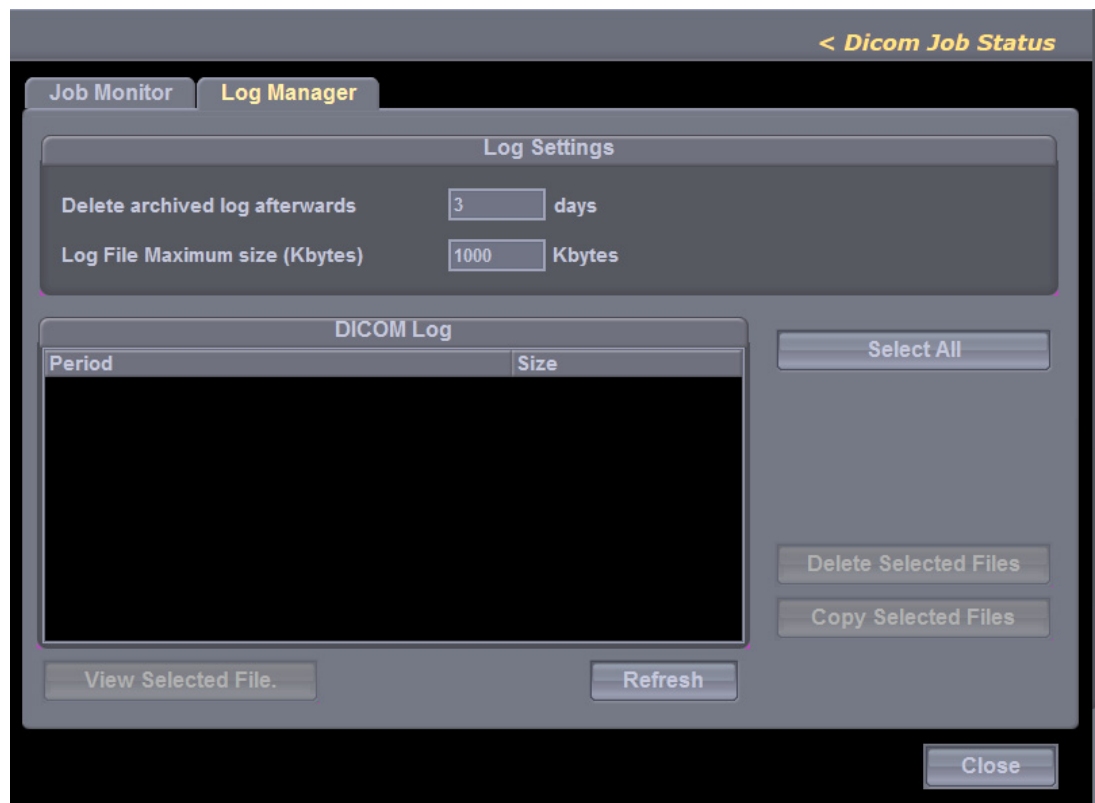 < Dicom Job Status
Job Monitor Log Manager
Log Settings
Delete archived log afterwards 3 days
Log File Maximum size (Kbytes) 1000 Kbytes
DICOM Log
Select All
Period Size
Delete Selected Files
Copy Selected Files
View Selected File. Refresh
Close